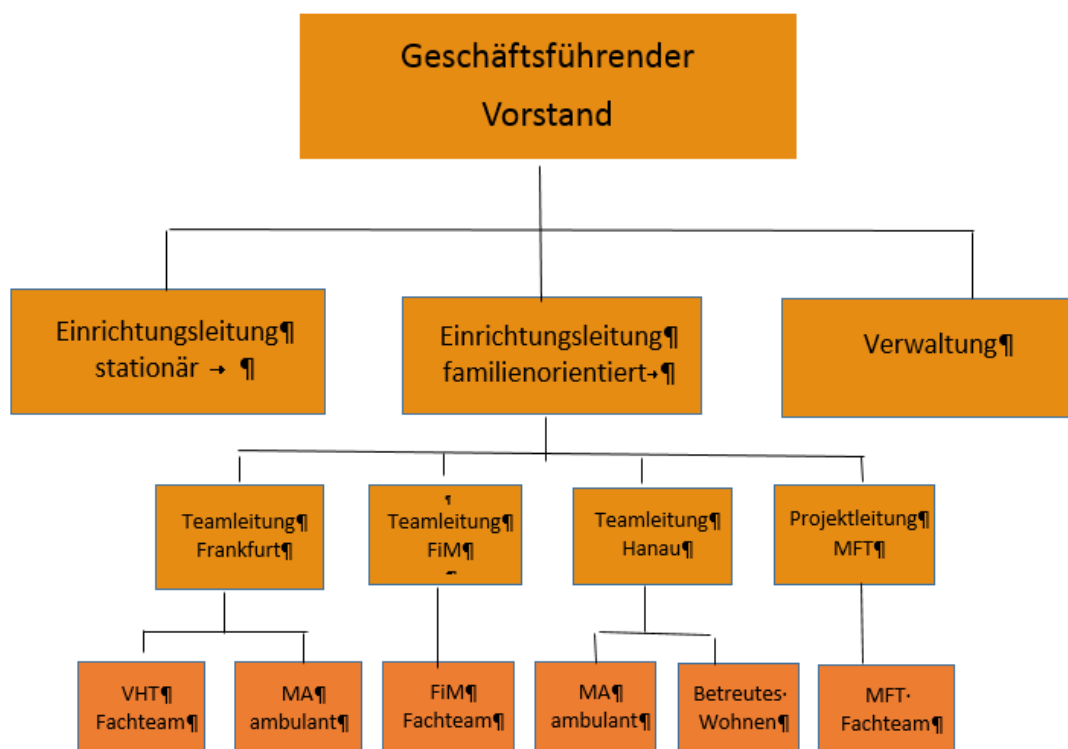 Geschäftsführender
Vorstand
Einrichtungsleitung¶
stationär → ¶
Einrichtungsleitung¶
familienorientiert→¶
Verwaltung¶
Teamleitung¶
Frankfurt¶
¶
Teamleitung¶
FiM¶
¶
Teamleitung¶
Hanau¶
Projektleitung¶
MFT¶
VHT¶
Fachteam¶
MA¶
ambulant¶
FiM¶
Fachteam¶
MA¶
ambulant¶
Betreutes·
Wohnen¶
MFT·
Fachteam¶